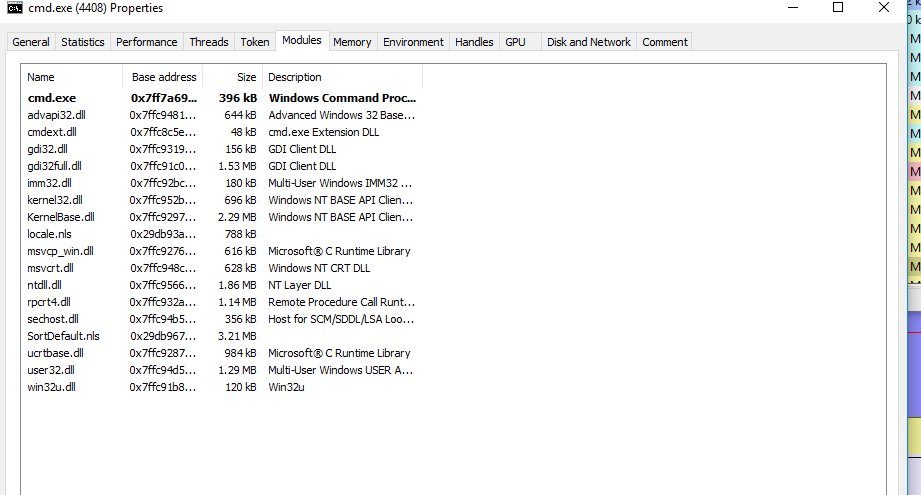 cmd.exe (4408) Properties
General Statistics Performance Threads Token Modules Memory Environment Handles GPU Disk and Network Comment
Name Base address Size Description
cmd.exe 0x7ff7a69... 396 kB Windows Command Proc...
advapi32.dll 0x7ffc9481... 644 kB Advanced Windows 32 Base...
cmdext.dll 0x7ffc8c5e... 48 kB cmd.exe Extension DLL
gdi32.dll 0x7ffc9319... 156 kB GDI Client DLL
gdi32full.dll 0x7ffc91c0... 1.53 MB GDI Client DLL
imm32.dll 0x7ffc92bc... 180 kB Multi-User Windows IMM32 ...
kernel32.dll 0x7ffc952b... 696 kB Windows NT BASE API Clien...
KernelBase.dll 0x7ffc9297... 2.29 MB Windows NT BASE API Clien...
locale.nls 0x29db93a... 788 kB
msvcp_win.dll 0x7ffc9276... 616 kB Microsoft® C Runtime Library
msvcrt.dll 0x7ffc948c... 628 kB Windows NT CRT DLL
ntdll.dll 0x7ffc9566... 1.86 MB NT Layer DLL
rpcrt4.dll 0x7ffc932a... 1.14 MB Remote Procedure Call Runt...
sechost.dll 0x7ffc94b5... 356 kB Host for SCM/SDDL/LSA Loo...
SortDefault.nls 0x29db967... 3.21 MB
ucrtbase.dll 0x7ffc9287... 984 kB Microsoft® C Runtime Library
user32.dll 0x7ffc94d5... 1.29 MB Multi-User Windows USER A...
win32u.dll 0x7ffc91b8... 120 kB Win32u